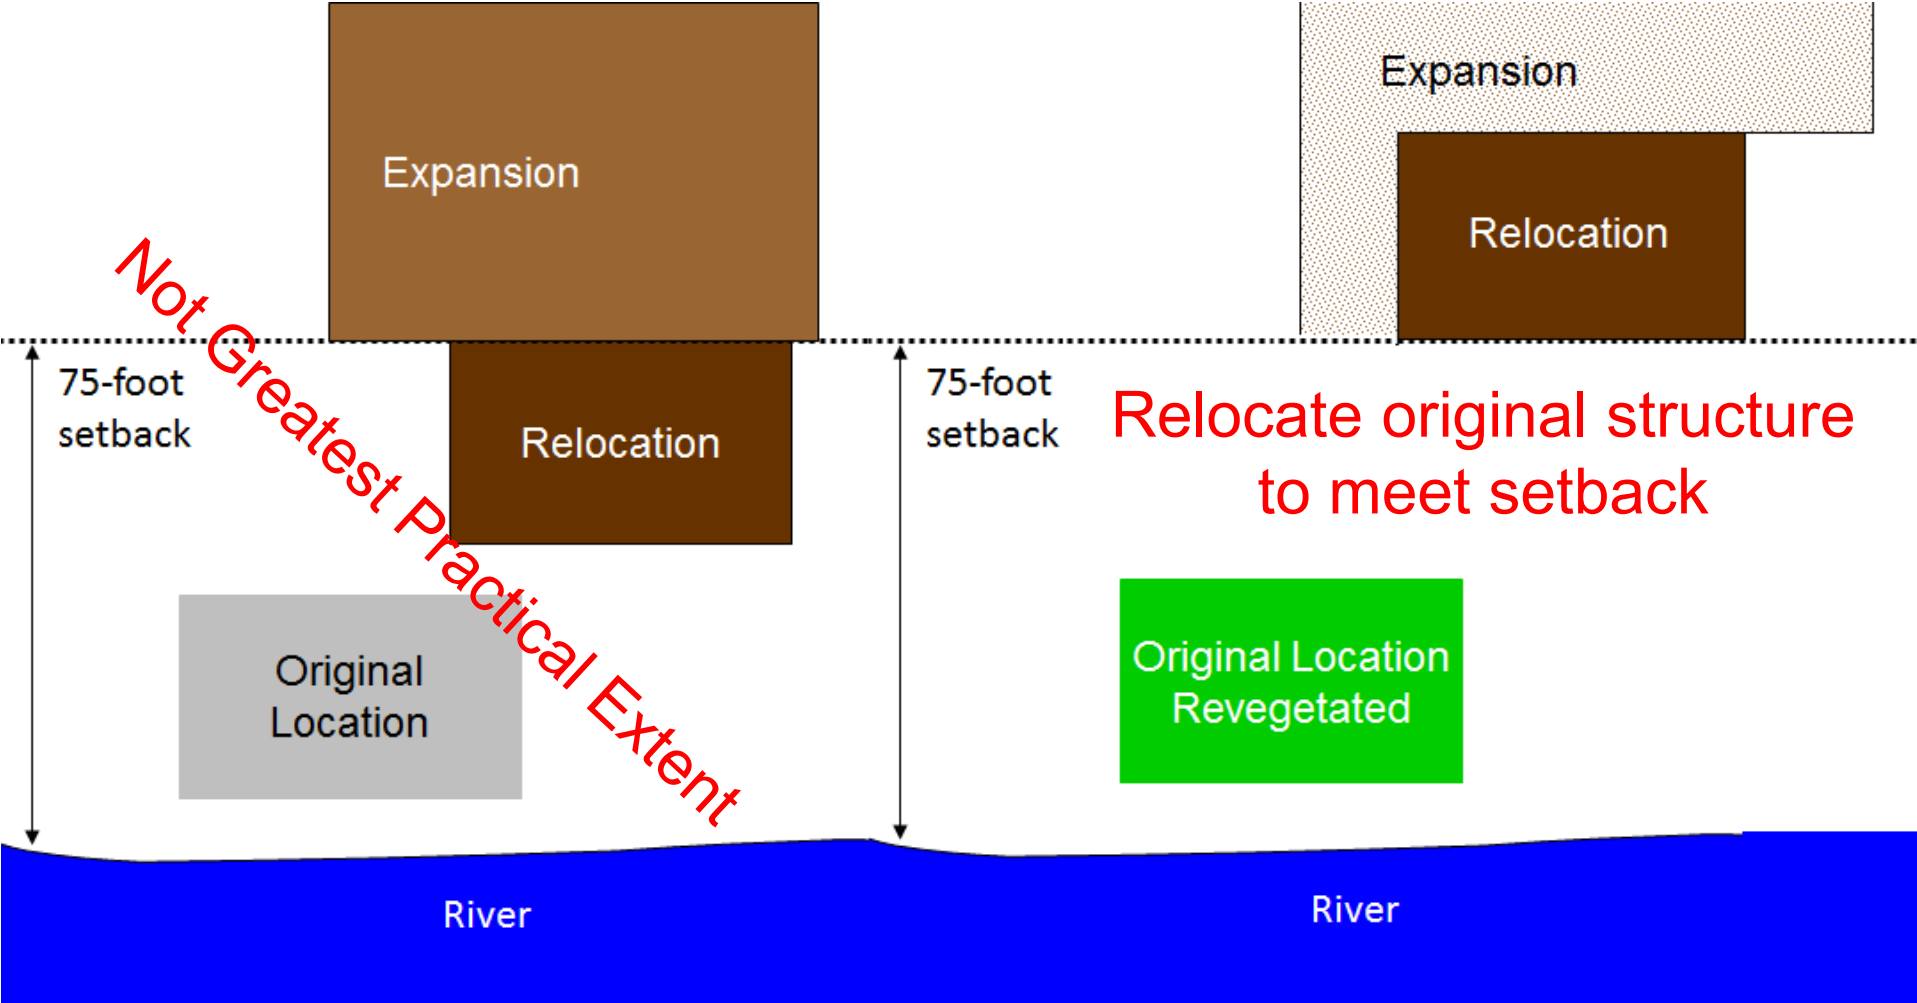 Expansion
Relocation
75-foot
setback
Not Greatest Practical Extent
Original
Location
River
Expansion
Relocation
75-foot
setback
Relocate original structure
to meet setback
Original Location
Revegetated
River